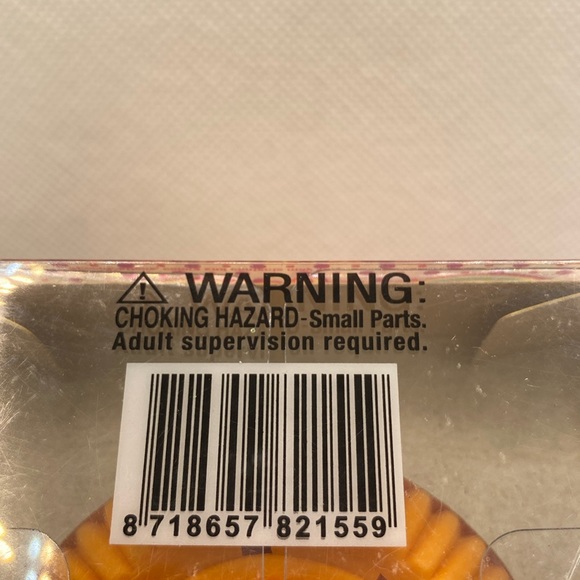 WARNING:
CHOKING HAZARD-Small Parts.
Adult supervision required.
8 718657 821559